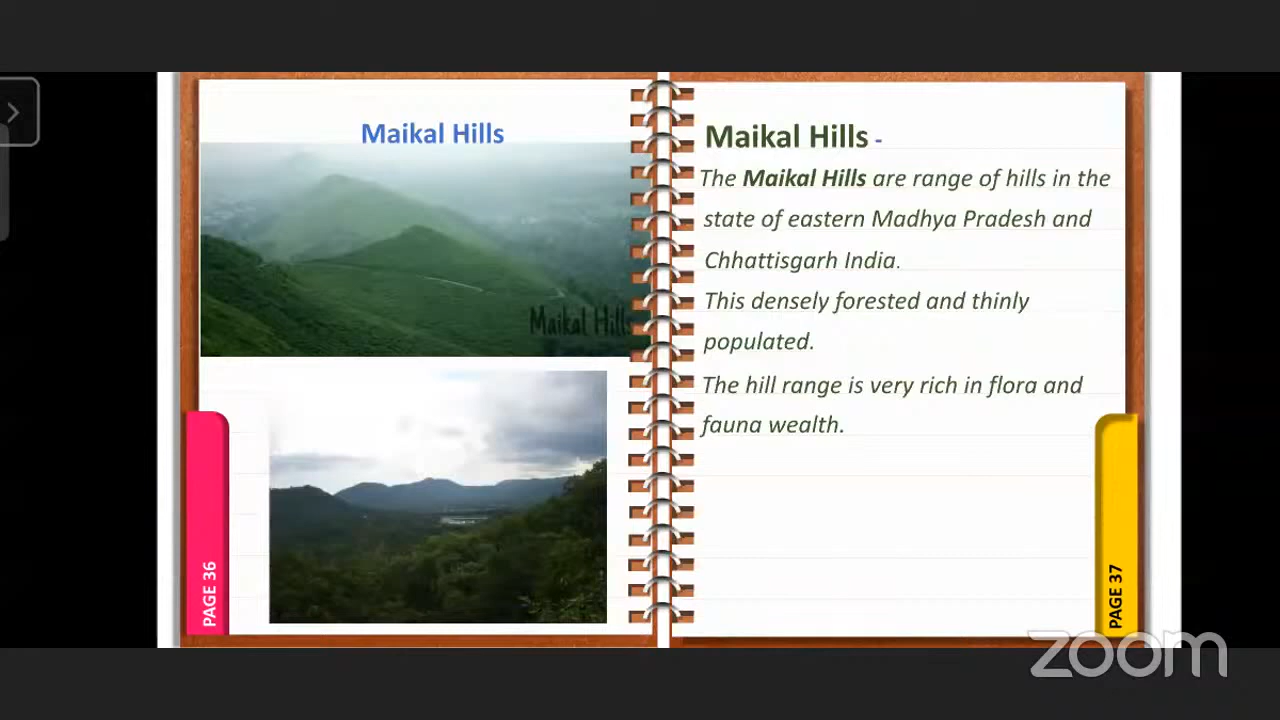 Maikal Hills
Maikal Hills
PAGE 36
Maikal Hills -
The Maikal Hills are range of hills in the
state of eastern Madhya Pradesh and
Chhattisgarh India.
This densely forested and thinly
populated.
The hill range is very rich in flora and
fauna wealth.
PAGE 37
zoom